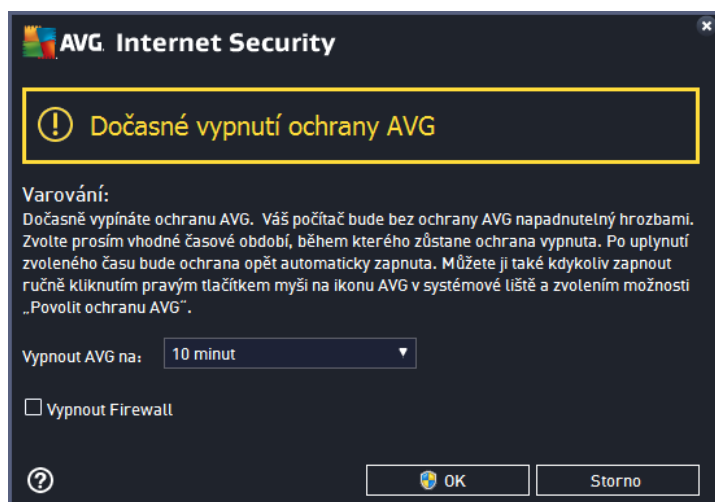 AVG. Internet Security
Dočasné vypnutí ochrany AVG
Varování:
Dočasně vypínáte ochranu AVG. Váš počítač bude bez ochrany AVG napadnutelný hrozbami.
Zvolte prosím vhodné časové období, během kterého zůstane ochrana vypnuta. Po uplynutí
zvoleného času bude ochrana opět automaticky zapnuta. Můžete ji také kdykoliv zapnout
ručně kliknutím pravým tlačítkem myši na ikonu AVG v systémové liště a zvolením možnosti
„Povolit ochranu AVG“.
Vypnout AVG na: 10 minut
Vypnout Firewall
OK Storno